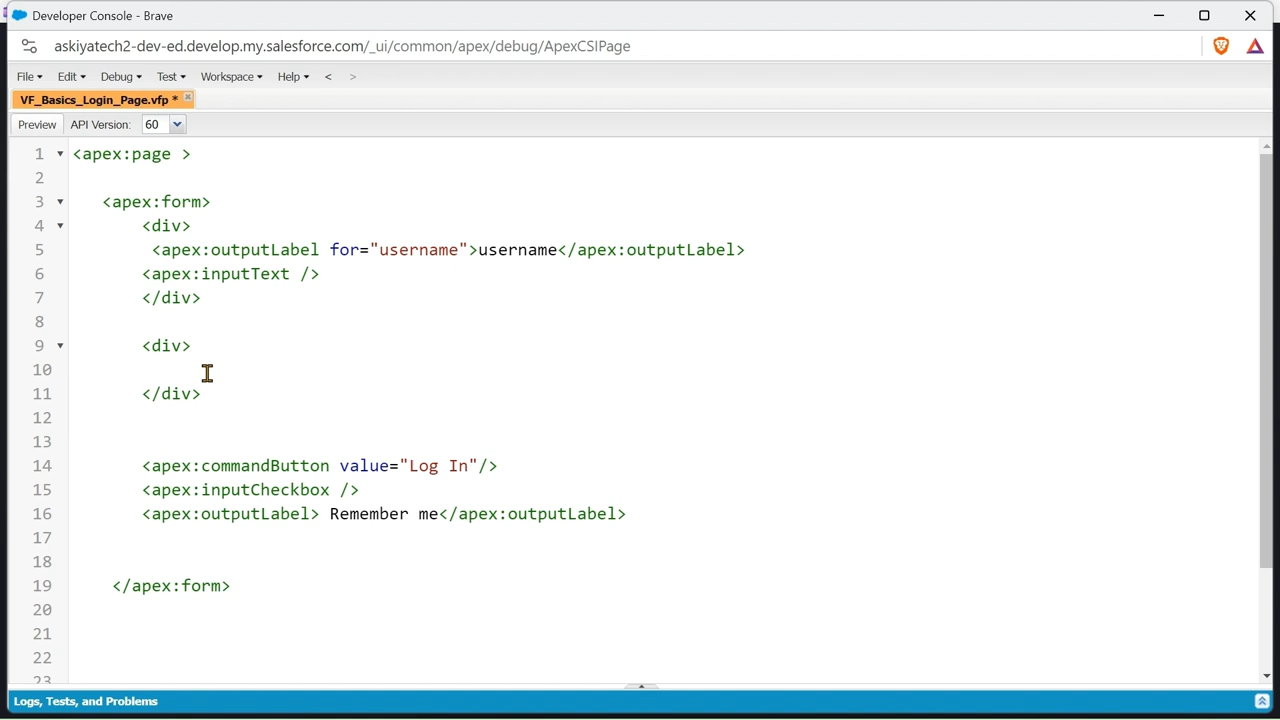 Developer Console - Brave
askiyatech2-dev-ed.develop.my.salesforce.com/_ui/common/apex/debug/ApexCSIPage
File Edit Debug Test Workspace Help < >
VF_Basics_Login_Page.vfp *
Preview API Version: 60
1 <apex:page >
2
3 <apex:form>
4 <div>
5 <apex:outputLabel for="username">username</apex:outputLabel>
6 <apex:inputText />
7 </div>
8
9 <div>
10
11 </div>
12
13
14 <apex:commandButton value="Log In"/>
15 <apex:inputCheckbox />
16 <apex:outputLabel> Remember me</apex:outputLabel>
17
18
19 </apex:form>
20
21
22
23
Logs, Tests, and Problems